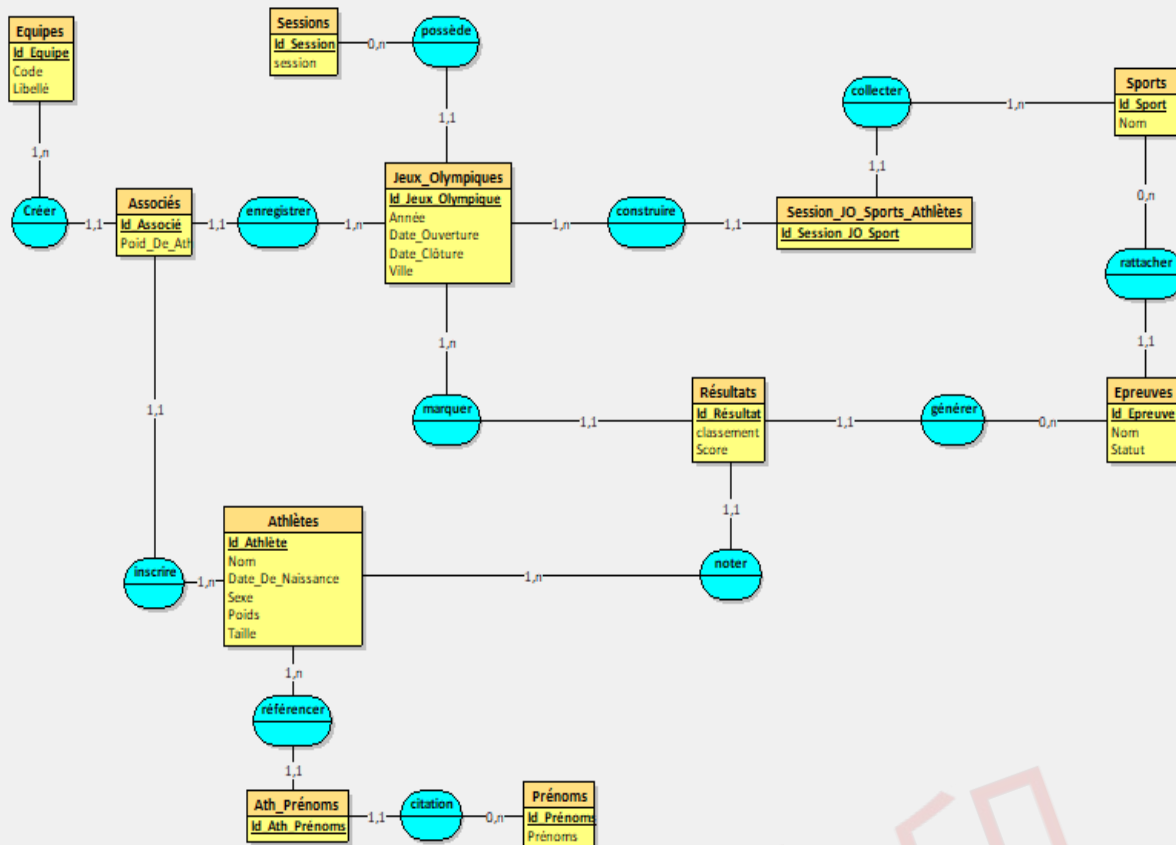 Equipes
Id_Equipe
Code
Libellé
Sessions
Id_Session
session
0,n
possède
1,1
collecter
1,n
Sports
Id_Sport
Nom
1,n
1,1
0,n
Créer
1,1
Associés
Id_Associé
Poid_De_Ath
1,1
enregistrer
1,n
Jeux_Olympiques
Id_Jeux_Olympique
Année
Date_Ouverture
Date_Clôture
Ville
1,n
construire
1,1
Session_JO_Sports_Athlètes
Id_Session_JO_Sport
rattacher
1,1
1,n
1,1
marquer
1,1
Résultats
Id_Résultat
classement
Score
1,1
générer
0,n
Epreuves
Id_Epreuve
Nom
Statut
1,1
inscrire
1,n
Athlètes
Id_Athlète
Nom
Date_De_Naissance
Sexe
Poids
Taille
1,n
noter
1,n
référencer
1,1
Ath_Prénoms
Id_Ath_Prénoms
1,1
citation
0,n
Prénoms
Id_Prénoms
Prénoms